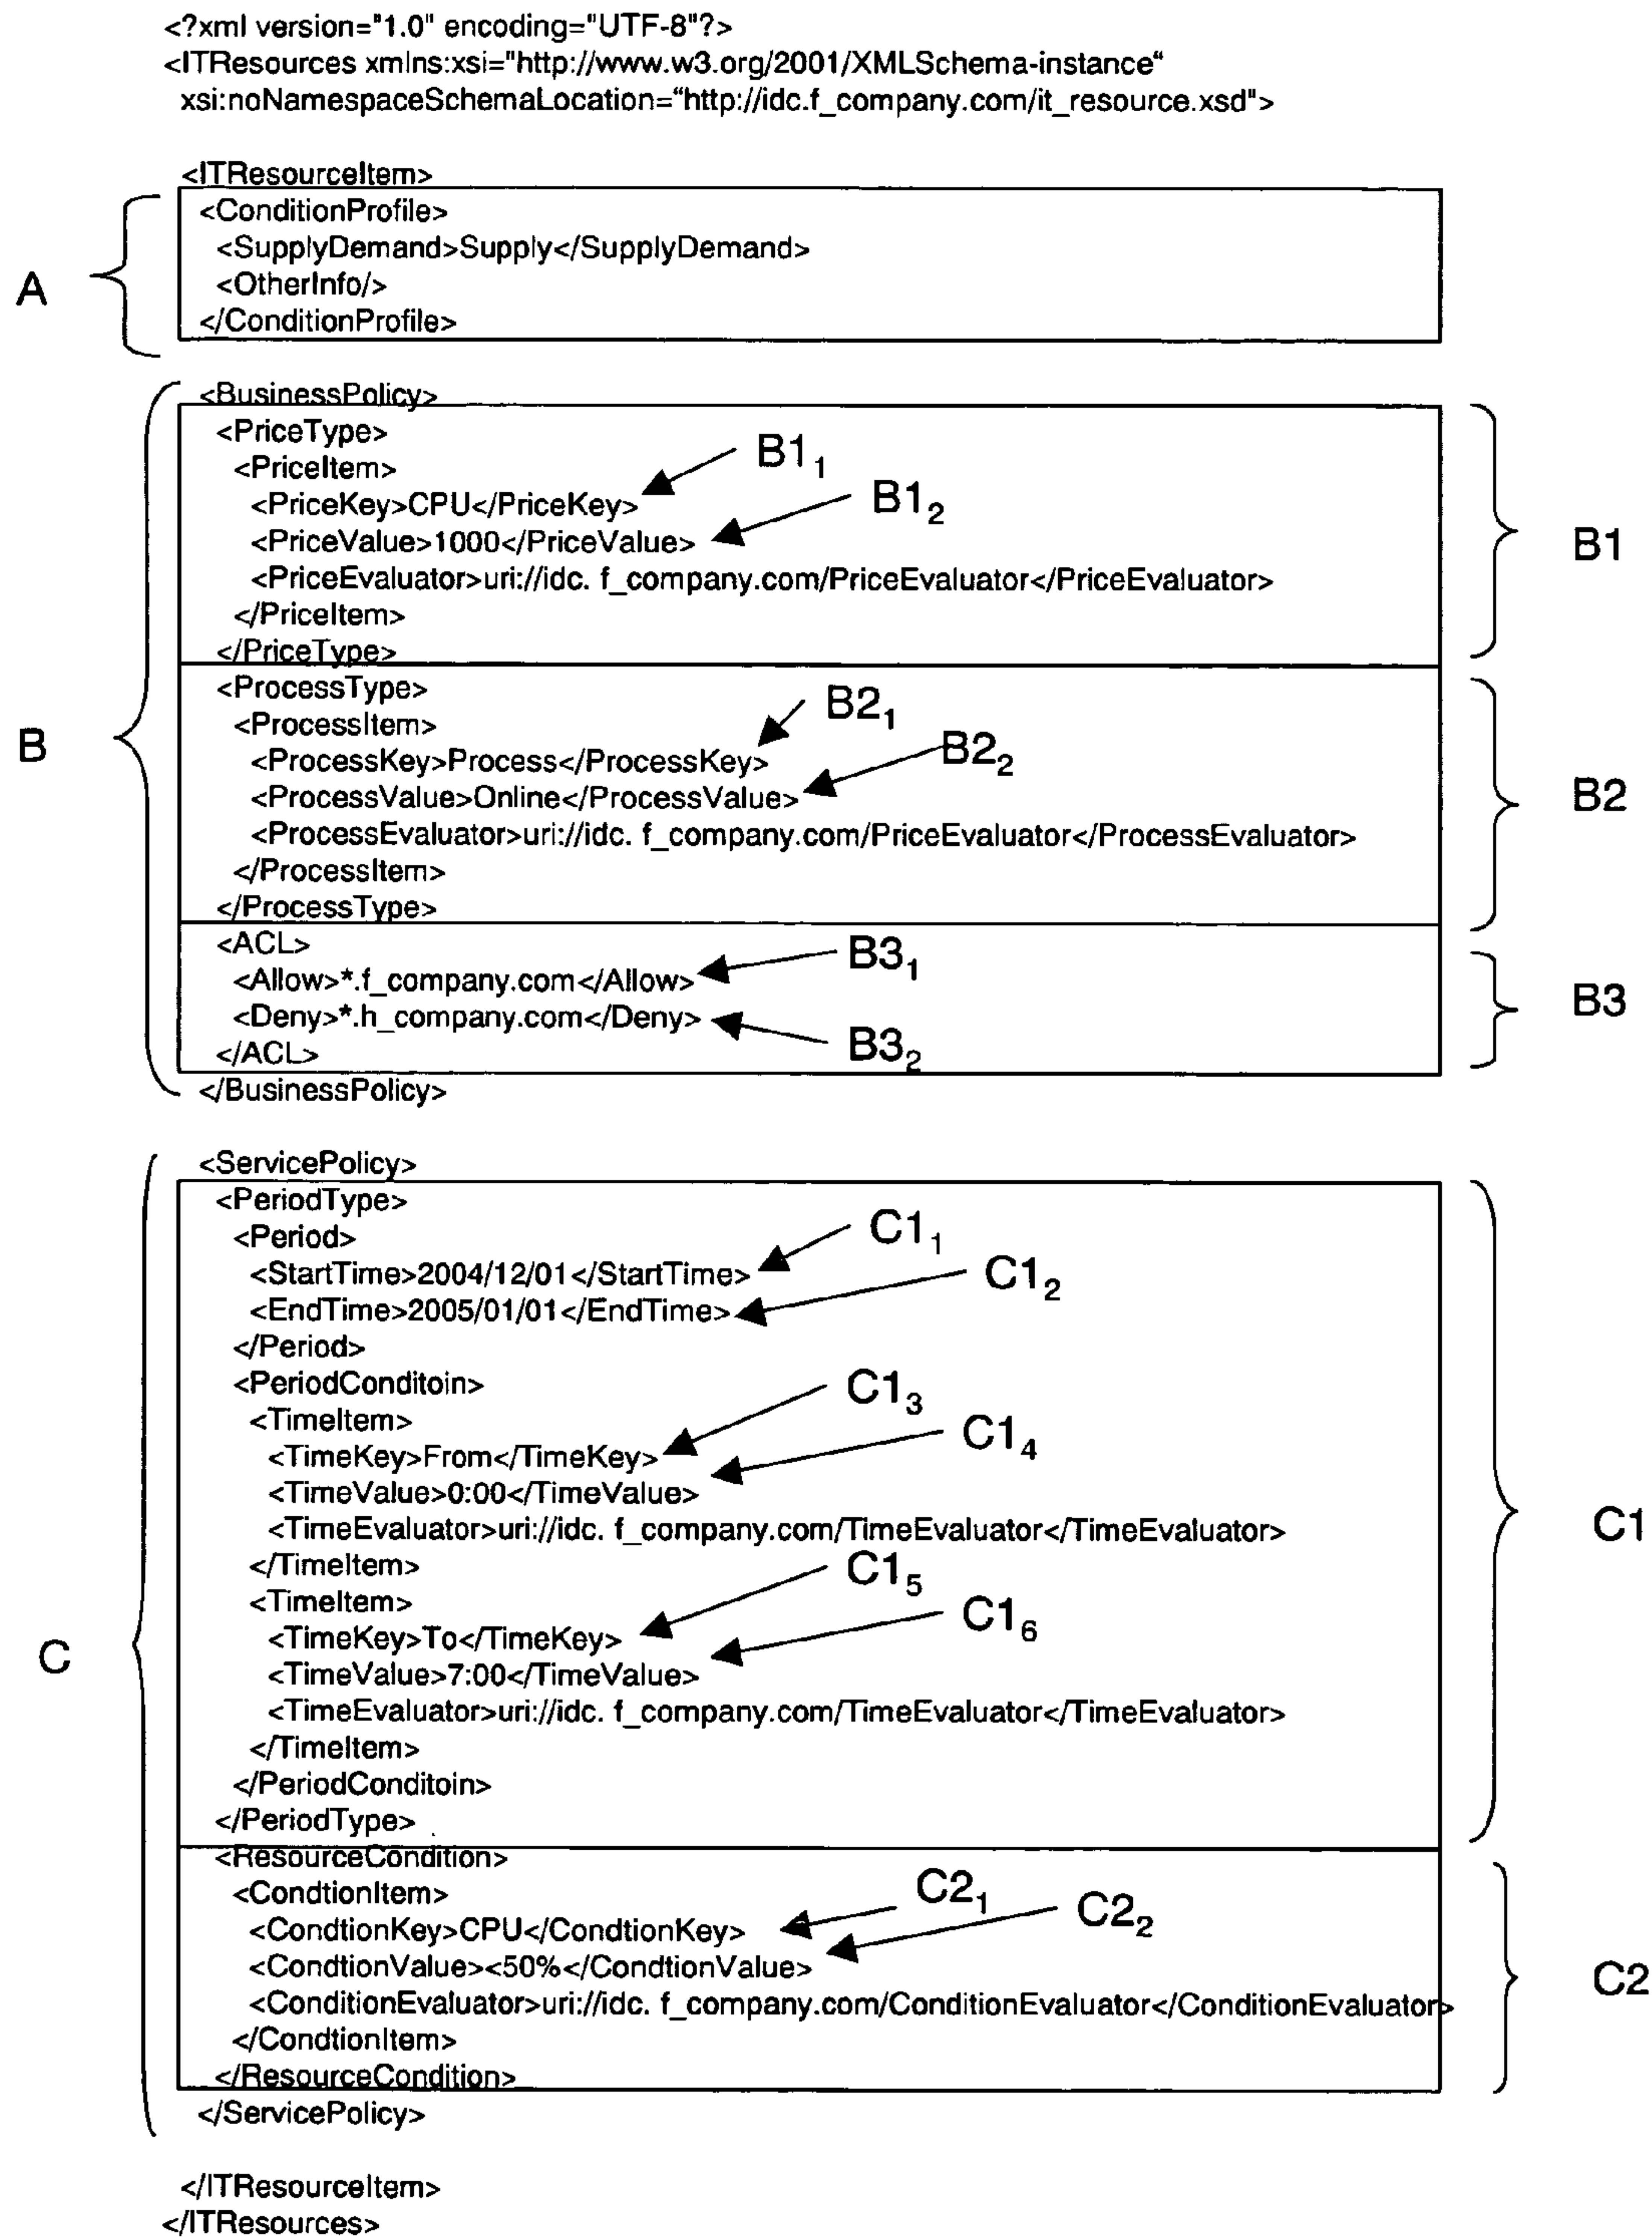 <?xml version="1.0" encoding="UTF-8"?>
<ITResources xmlns:xsi="http://www.w3.org/2001/XMLSchema-instance“
xsi:noNamespaceSchemaLocation=“http://idc.f_company.com/it_resource.xsd">
<ITResourceItem>
<ConditionProfile>
<SupplyDemand>Supply</SupplyDemand>
A
<OtherInfo/>
</ConditionProfile>
<BusinessPolicy>
<PriceType>
<PriceItem> B1₁
<PriceKey>CPU</PriceKey> B1₂
<PriceValue>1000</PriceValue> B1
<PriceEvaluator>uri://idc. f_company.com/PriceEvaluator</PriceEvaluator>
</PriceItem>
</PriceType>
<ProcessType> B2₁
<ProcessItem>
B <ProcessKey>Process</ProcessKey> B2₂
<ProcessValue>Online</ProcessValue> B2
<ProcessEvaluator>uri://idc. f_company.com/PriceEvaluator</ProcessEvaluator>
</ProcessItem>
</ProcessType>
<ACL> B3₁
<Allow>*.f_company.com</Allow> B3
<Deny>*.h_company.com</Deny>
</ACL> B3₂
</BusinessPolicy>
<ServicePolicy>
<PeriodType>
<Period> C1₁
<StartTime>2004/12/01</StartTime> C1₂
<EndTime>2005/01/01</EndTime>
</Period>
<PeriodConditoin> C1₃
<TimeItem> C1₄
<TimeKey>From</TimeKey>
<TimeValue>0:00</TimeValue>
<TimeEvaluator>uri://idc. f_company.com/TimeEvaluator</TimeEvaluator> C1
</TimeItem> C1₅
<TimeItem> C1₆
<TimeKey>To</TimeKey>
C <TimeValue>7:00</TimeValue>
<TimeEvaluator>uri://idc. f_company.com/TimeEvaluator</TimeEvaluator>
</TimeItem>
</PeriodConditoin>
</PeriodType>
<ResourceCondition>
<CondtionItem> C2₁
<CondtionKey>CPU</CondtionKey> C2₂
<CondtionValue><50%</CondtionValue> C2
<ConditionEvaluator>uri://idc. f_company.com/ConditionEvaluator</ConditionEvaluator>
</CondtionItem>
</ResourceCondition>
</ServicePolicy>
</ITResourceItem>
</ITResources>